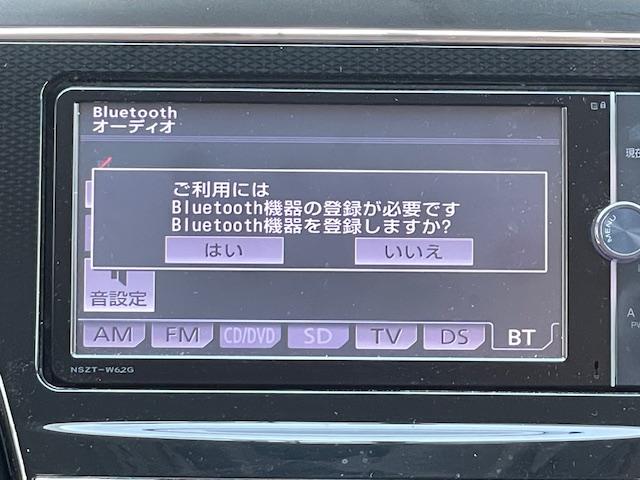 Bluetooth
オーディオ
ご利用には
Bluetooth機器の登録が必要です
Bluetooth機器を登録しますか?
はい いいえ
音設定
AM FM CD/DVD SD TV DS BT
NSZT-W62G
現在
MENU
A